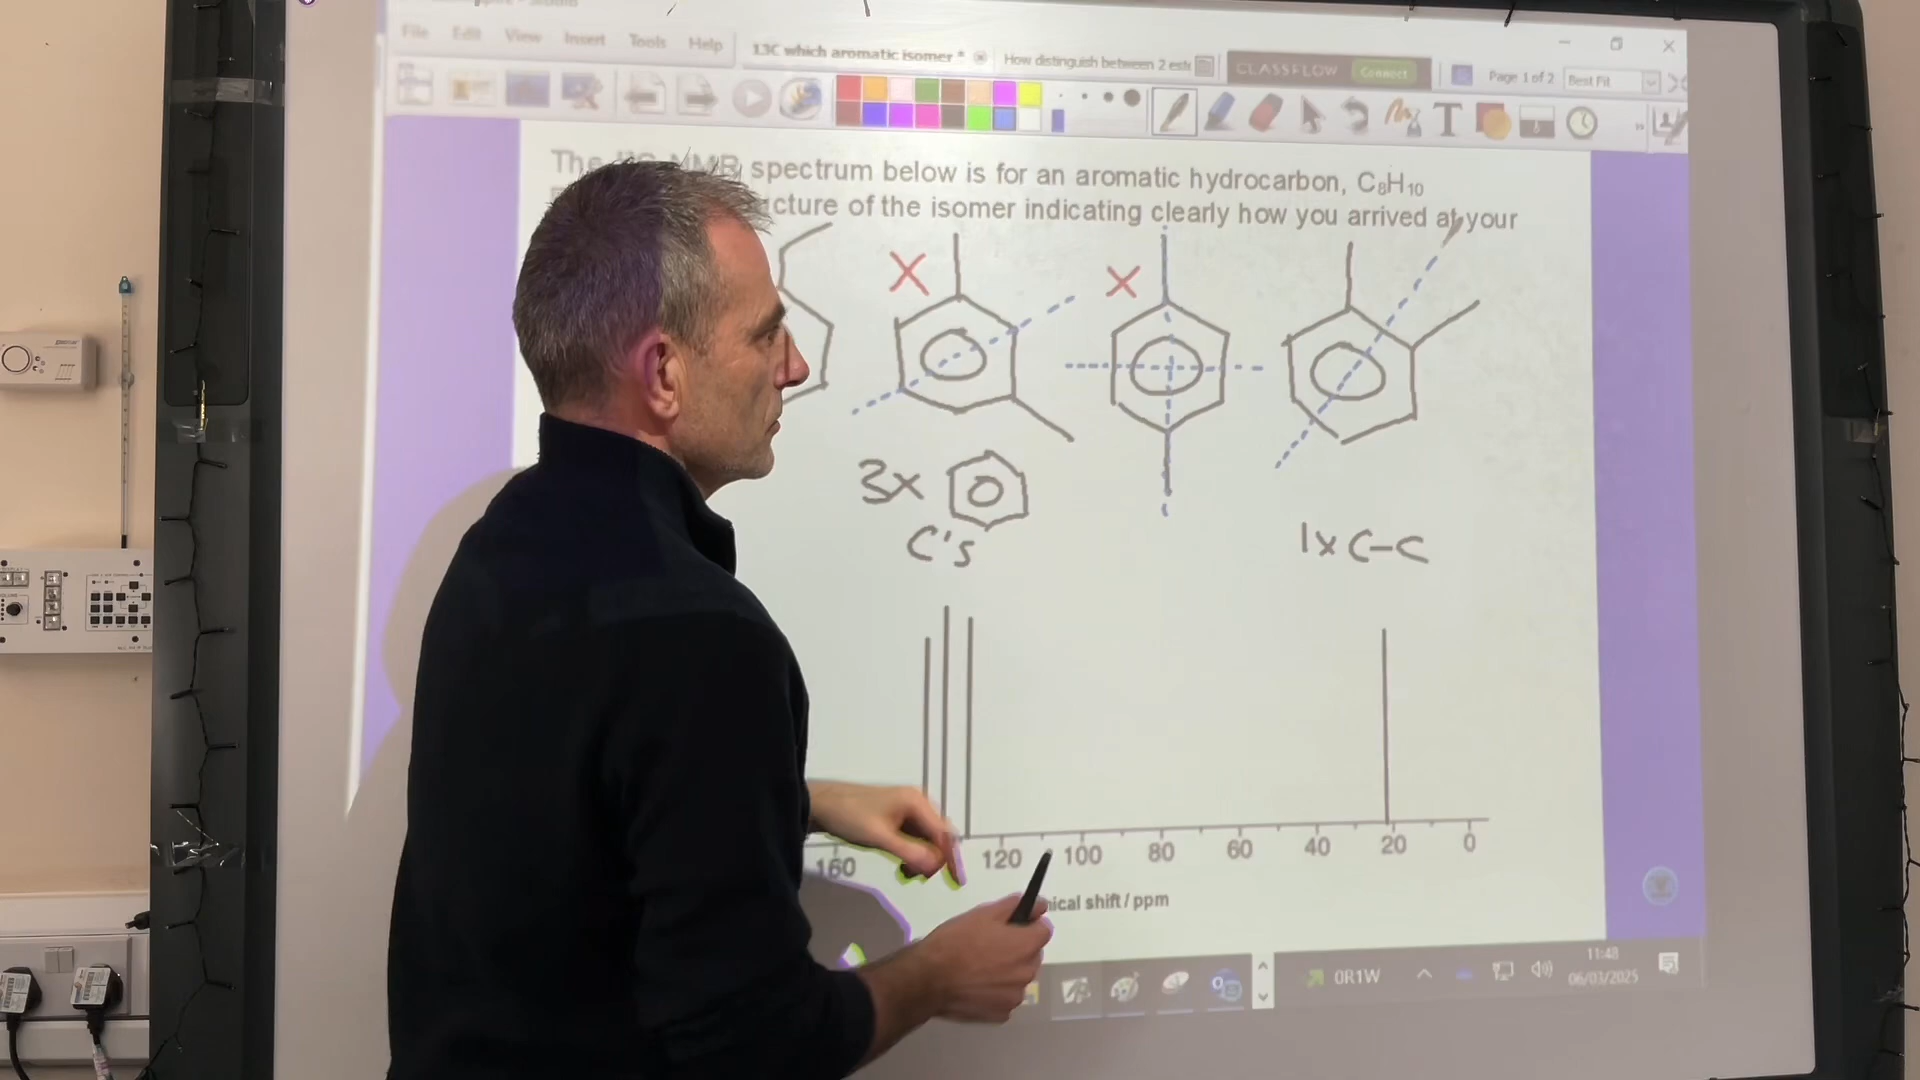 File Edit View Insert Tools Help
13C which aromatic isomer *
How distinguish between 2 este
CLASSFLOW Connect
Page 1 of 2 Best Fit
The spectrum below is for an aromatic hydrocarbon, C₈H₁₀
ucture of the isomer indicating clearly how you arrived at your
X X
3x
C's
1x C-C
160 120 100 80 60 40 20 0
ical shift / ppm
0R1W
11:48
06/03/2025